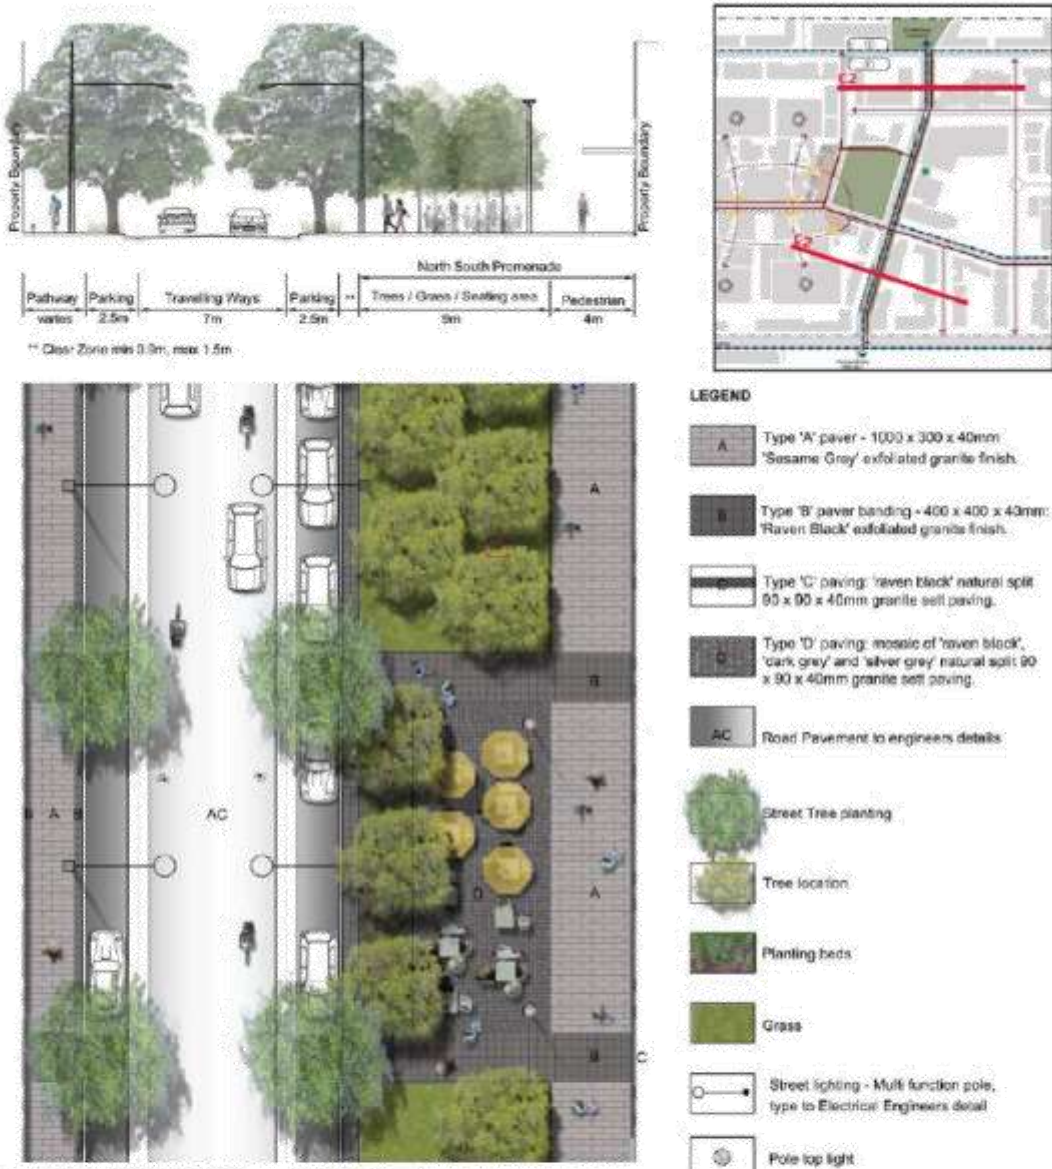 Property Boundary
Property Boundary
North South Promenade
Pathway
Parking
Travelling Ways
Parking
**
Trees / Grass / Seating area
Pedestrian
varies
2.5m
7m
2.5m
9m
4m
** Clear Zone min 0.9m, max 1.5m
C2
C2
LEGEND
A
Type 'A' paver - 1000 x 300 x 40mm
'Sesame Grey' exfoliated granite finish.
B
Type 'B' paver banding - 400 x 400 x 40mm:
'Raven Black' exfoliated granite finish.
C
Type 'C' paving: 'raven black' natural split
90 x 90 x 40mm granite sett paving.
D
Type 'D' paving: mosaic of 'raven black',
'dark grey' and 'silver grey' natural split 90
x 90 x 40mm granite sett paving.
AC
Road Pavement to engineers details
Street Tree planting
Tree location
Planting beds
Grass
Street lighting - Multi function pole,
type to Electrical Engineers detail
Pole top light
A
B
B A B
AC
D
A
B
C